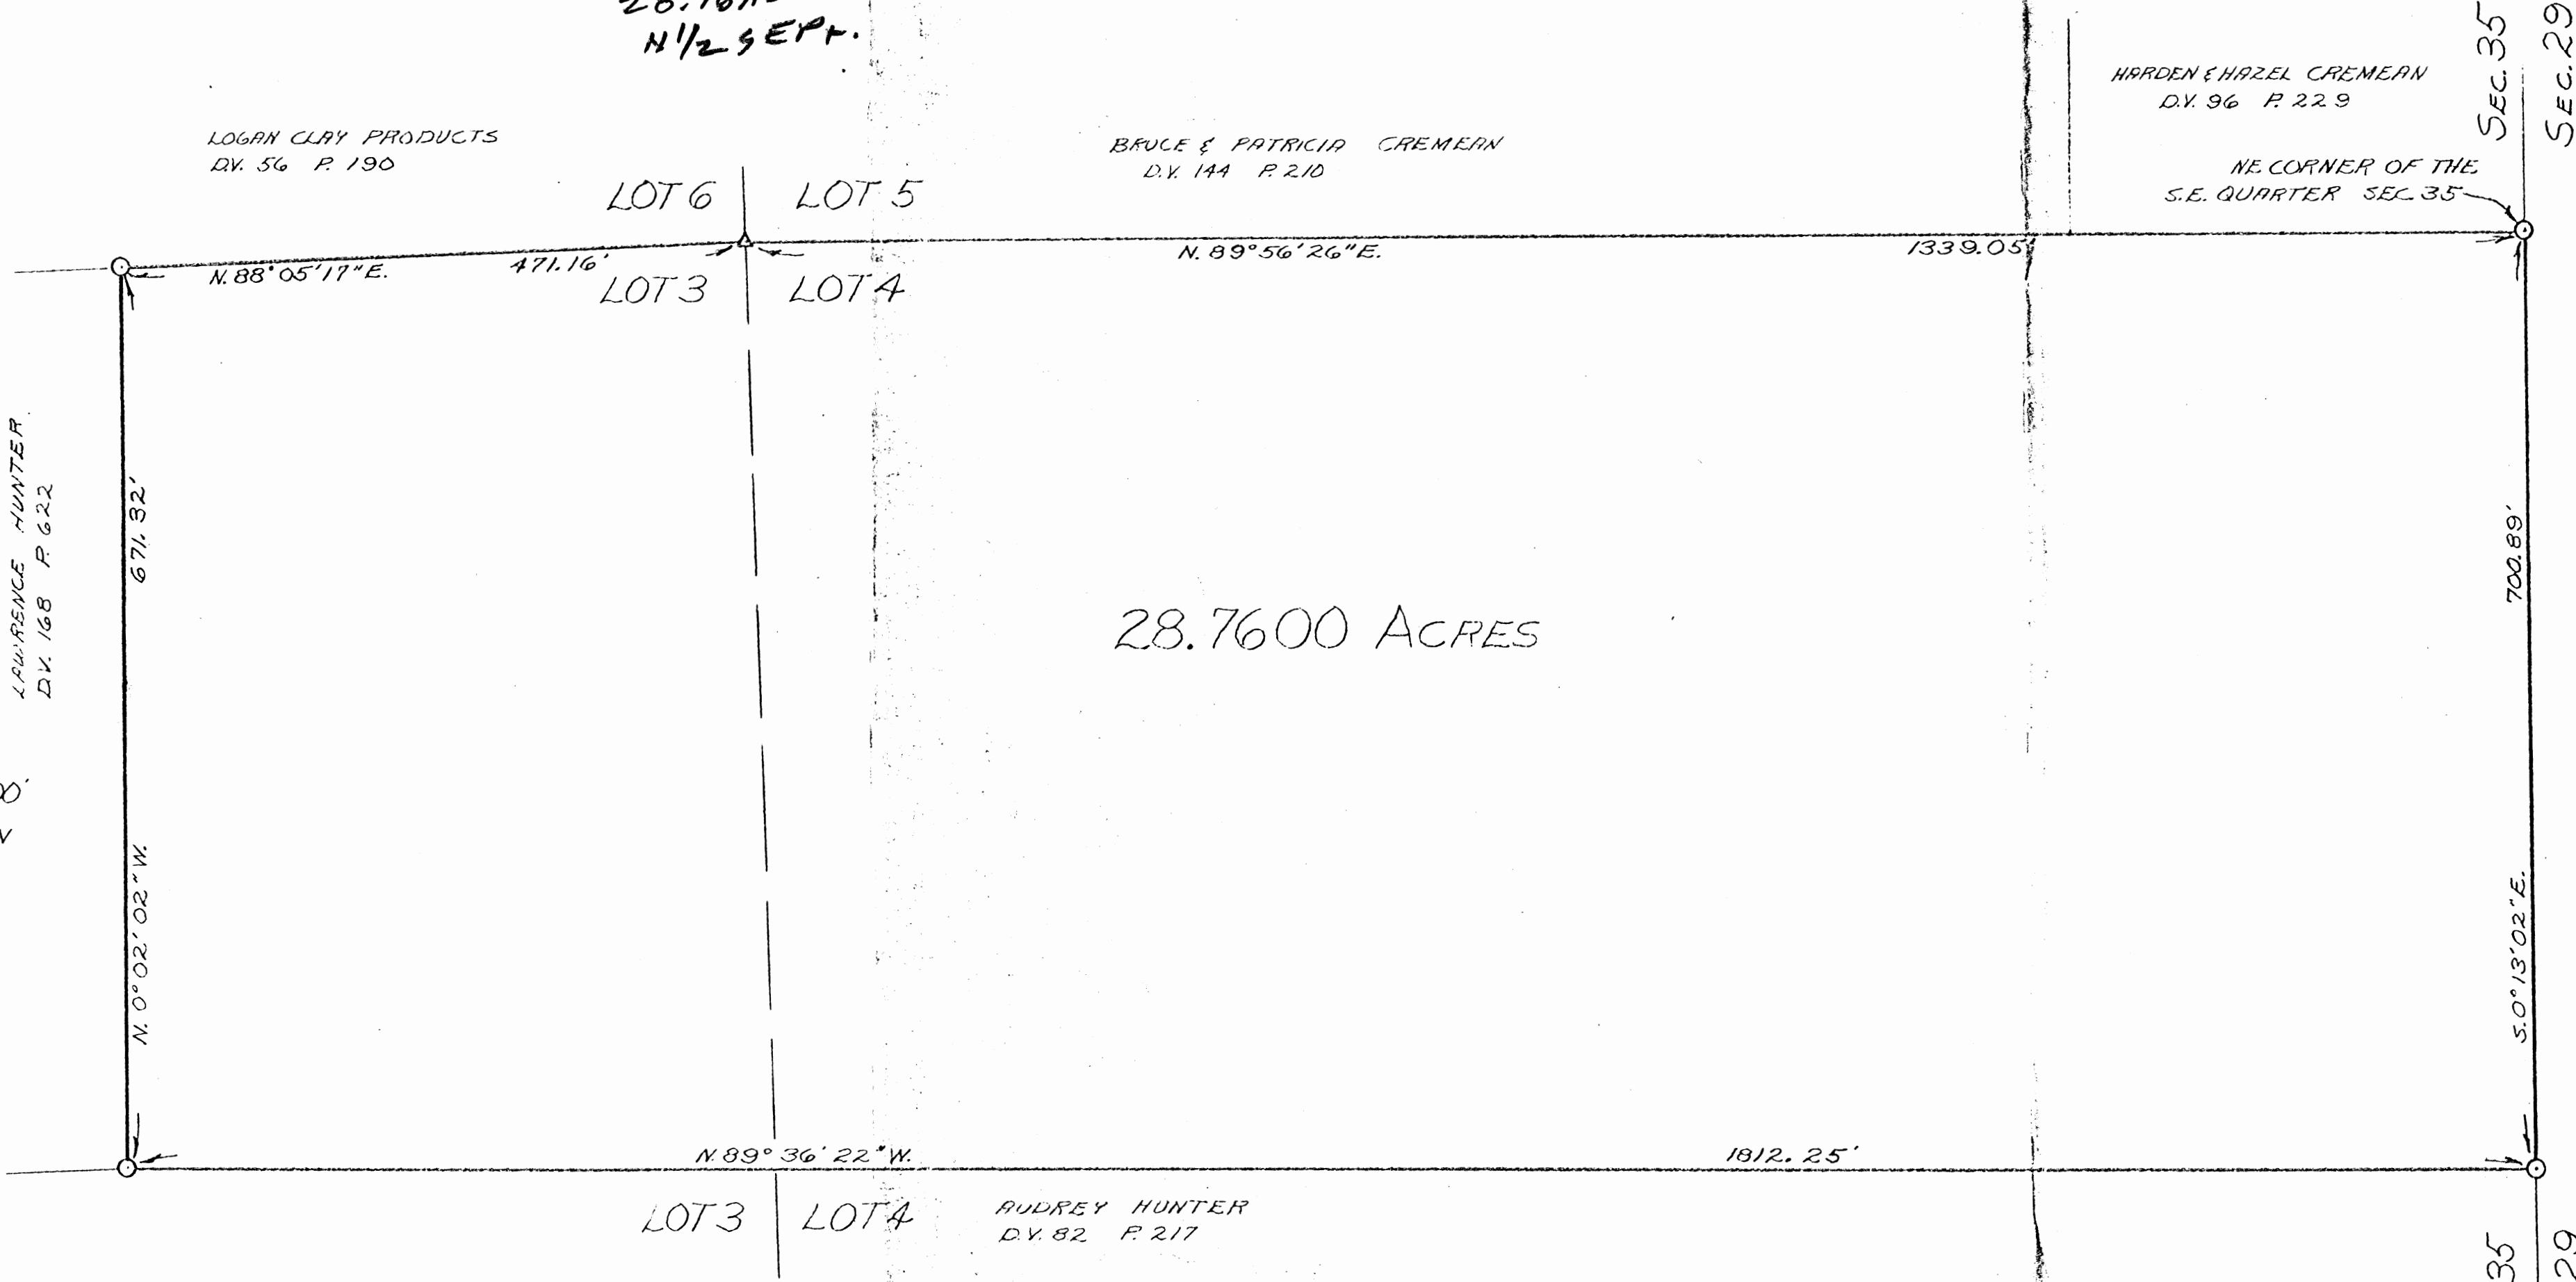 N 1/2 SEPt.
HARDEN & HAZEL CREMEAN
D.V. 96 P. 229
SEC. 35
SEC. 29
LOGAN CLAY PRODUCTS
D.V. 56 P. 190
BRUCE & PATRICIA CREMEAN
D.V. 144 P. 210
NE CORNER OF THE
S.E. QUARTER SEC. 35
LOT 6
LOT 5
N. 88° 05' 17" E.
471.16'
N. 89° 56' 26" E.
1339.05'
LOT 3
LOT 4
LAWRENCE HUNTER
D.V. 168 P. 622
671.32'
N. 0° 02' 02" W.
28.7600 ACRES
700.89'
S. 0° 13' 02" E.
N. 89° 36' 22" W.
1812.25'
LOT 3
LOT 4
AUDREY HUNTER
D.V. 82 P. 217
35
29